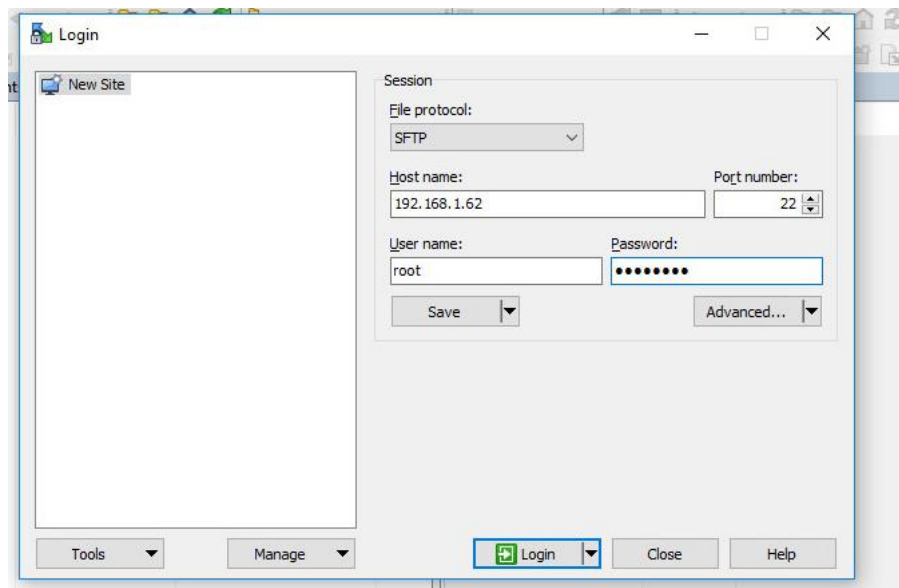 Login
New Site
Session
File protocol:
SFTP
Host name:
Port number:
192.168.1.62
22
User name:
Password:
root
••••••••
Save
Advanced...
Tools
Manage
Login
Close
Help